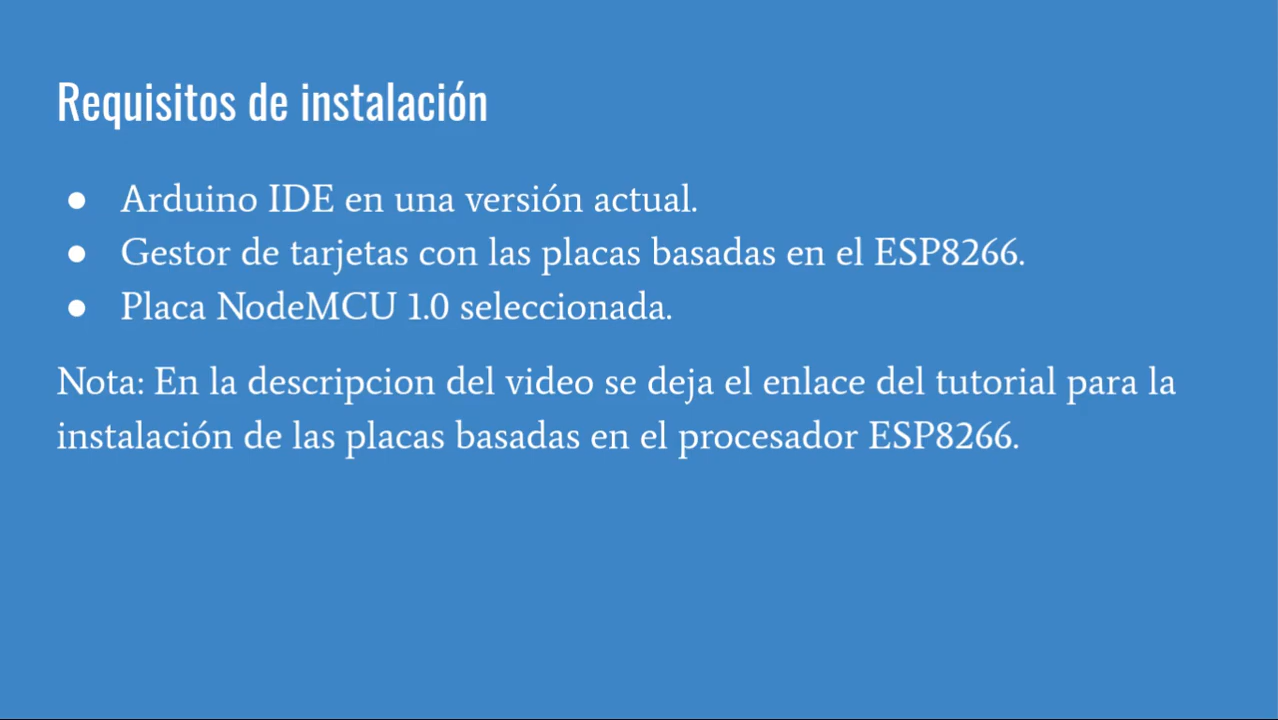 Requisitos de instalación
● Arduino IDE en una versión actual.
● Gestor de tarjetas con las placas basadas en el ESP8266.
● Placa NodeMCU 1.0 seleccionada.
Nota: En la descripcion del video se deja el enlace del tutorial para la
instalación de las placas basadas en el procesador ESP8266.